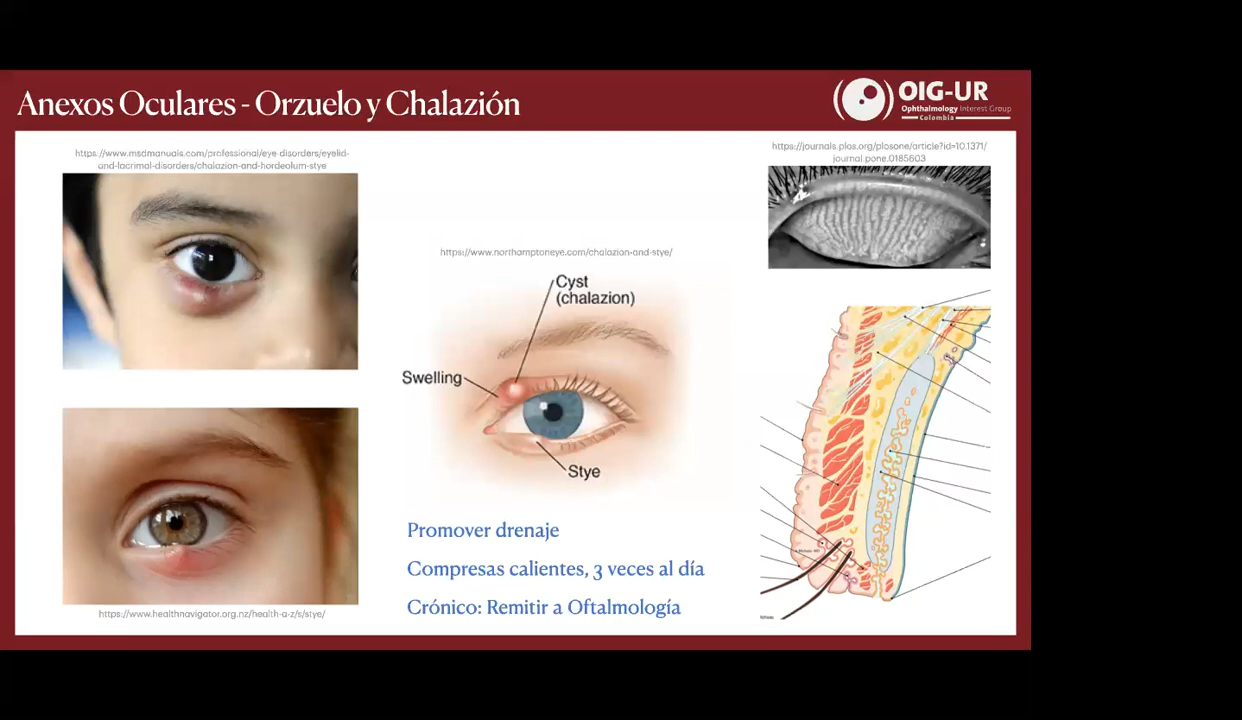 Anexos Oculares - Orzuelo y Chalazión
OIG-UR
Ophthalmology Interest Group
Colombia
https://www.msdmanuals.com/professional/eye-disorders/eyelid-
and-lacrimal-disorders/chalazion-and-hordeolum-stye
https://www.healthnavigator.org.nz/health-a-z/s/stye/
https://www.northamptoneye.com/chalazion-and-stye/
Cyst
(chalazion)
Swelling
Stye
Promover drenaje
Compresas calientes, 3 veces al día
Crónico: Remitir a Oftalmología
https://journals.plos.org/plosone/article?id=10.1371/
journal.pone.0185603